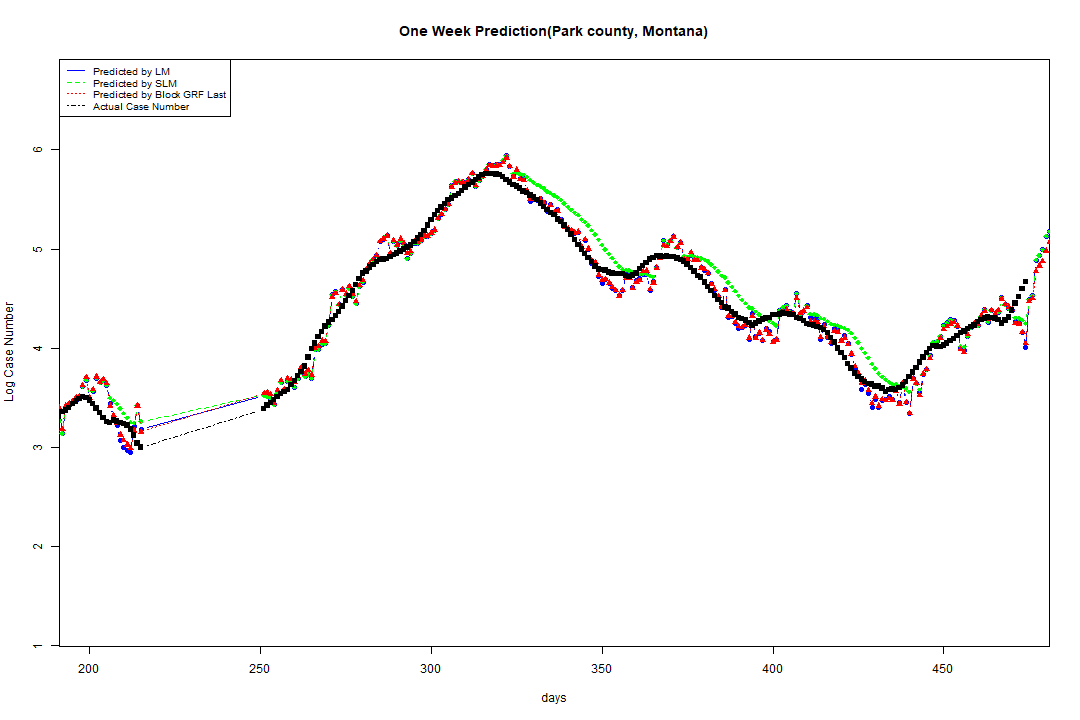 One Week Prediction(Park county, Montana)
Predicted by LM
Predicted by SLM
Predicted by Block GRF Last
Actual Case Number
6
5
4
3
2
1
Log Case Number
200 250 300 350 400 450
days